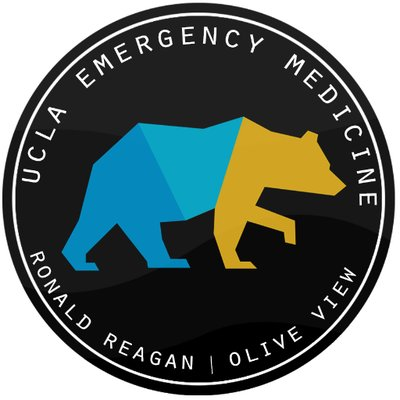 UCLA EMERGENCY MEDICINE
RONALD REAGAN | OLIVE VIEW